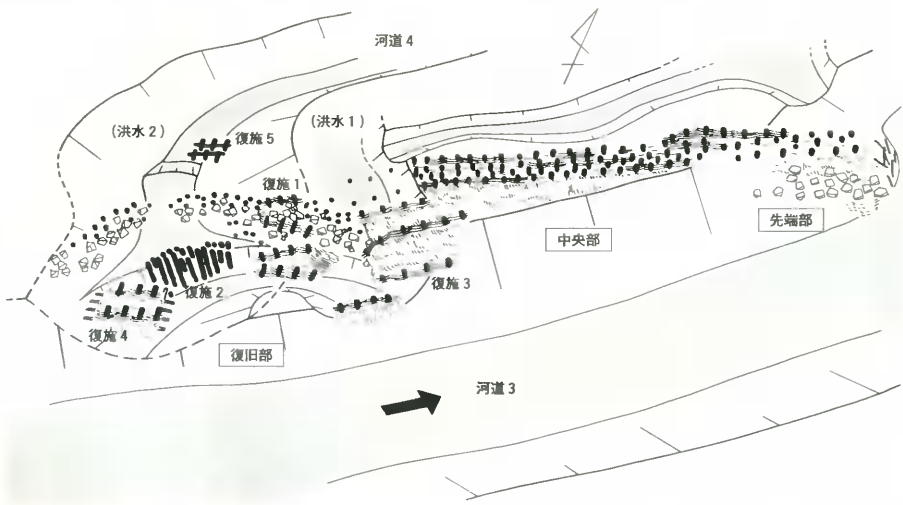 河道4
(洪水2)
復施5
(洪水1)
復施1
中央部
先端部
復施2
復施3
復施4
復旧部
河道3